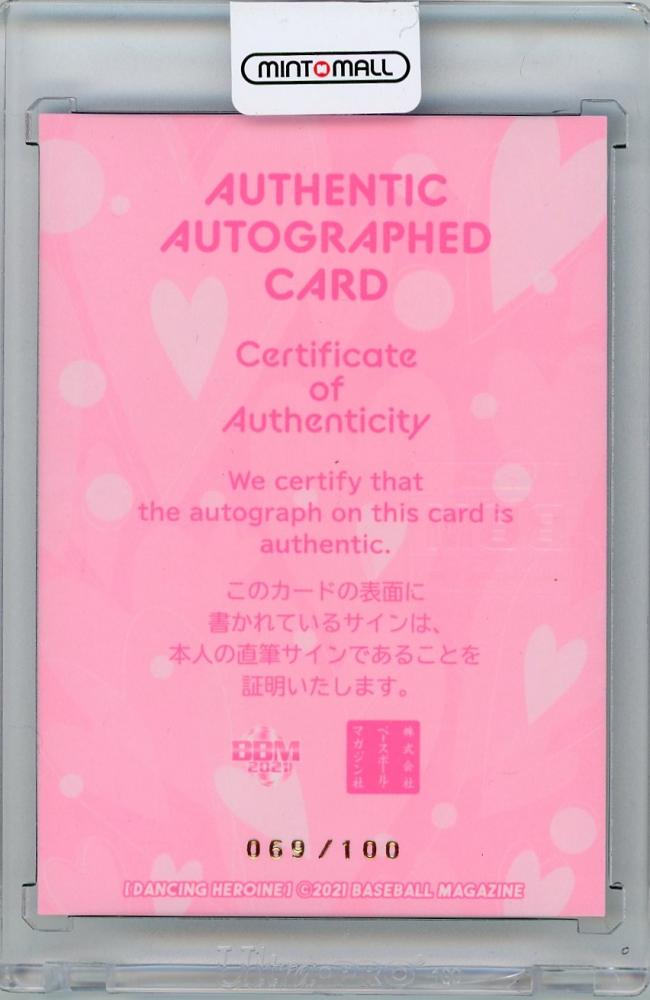 MINT MALL
AUTHENTIC
AUTOGRAPHED
CARD
Certificate
of
Authenticity
We certify that
the autograph on this card is
authentic.
このカードの表面に
書かれているサインは、
本人の直筆サインであることを
証明いたします。
BBM
2021
株式会社
ベースボール・
マガジン社
069/100
[DANCING HEROINE] ©2021 BASEBALL MAGAZINE
Ultra·PRO